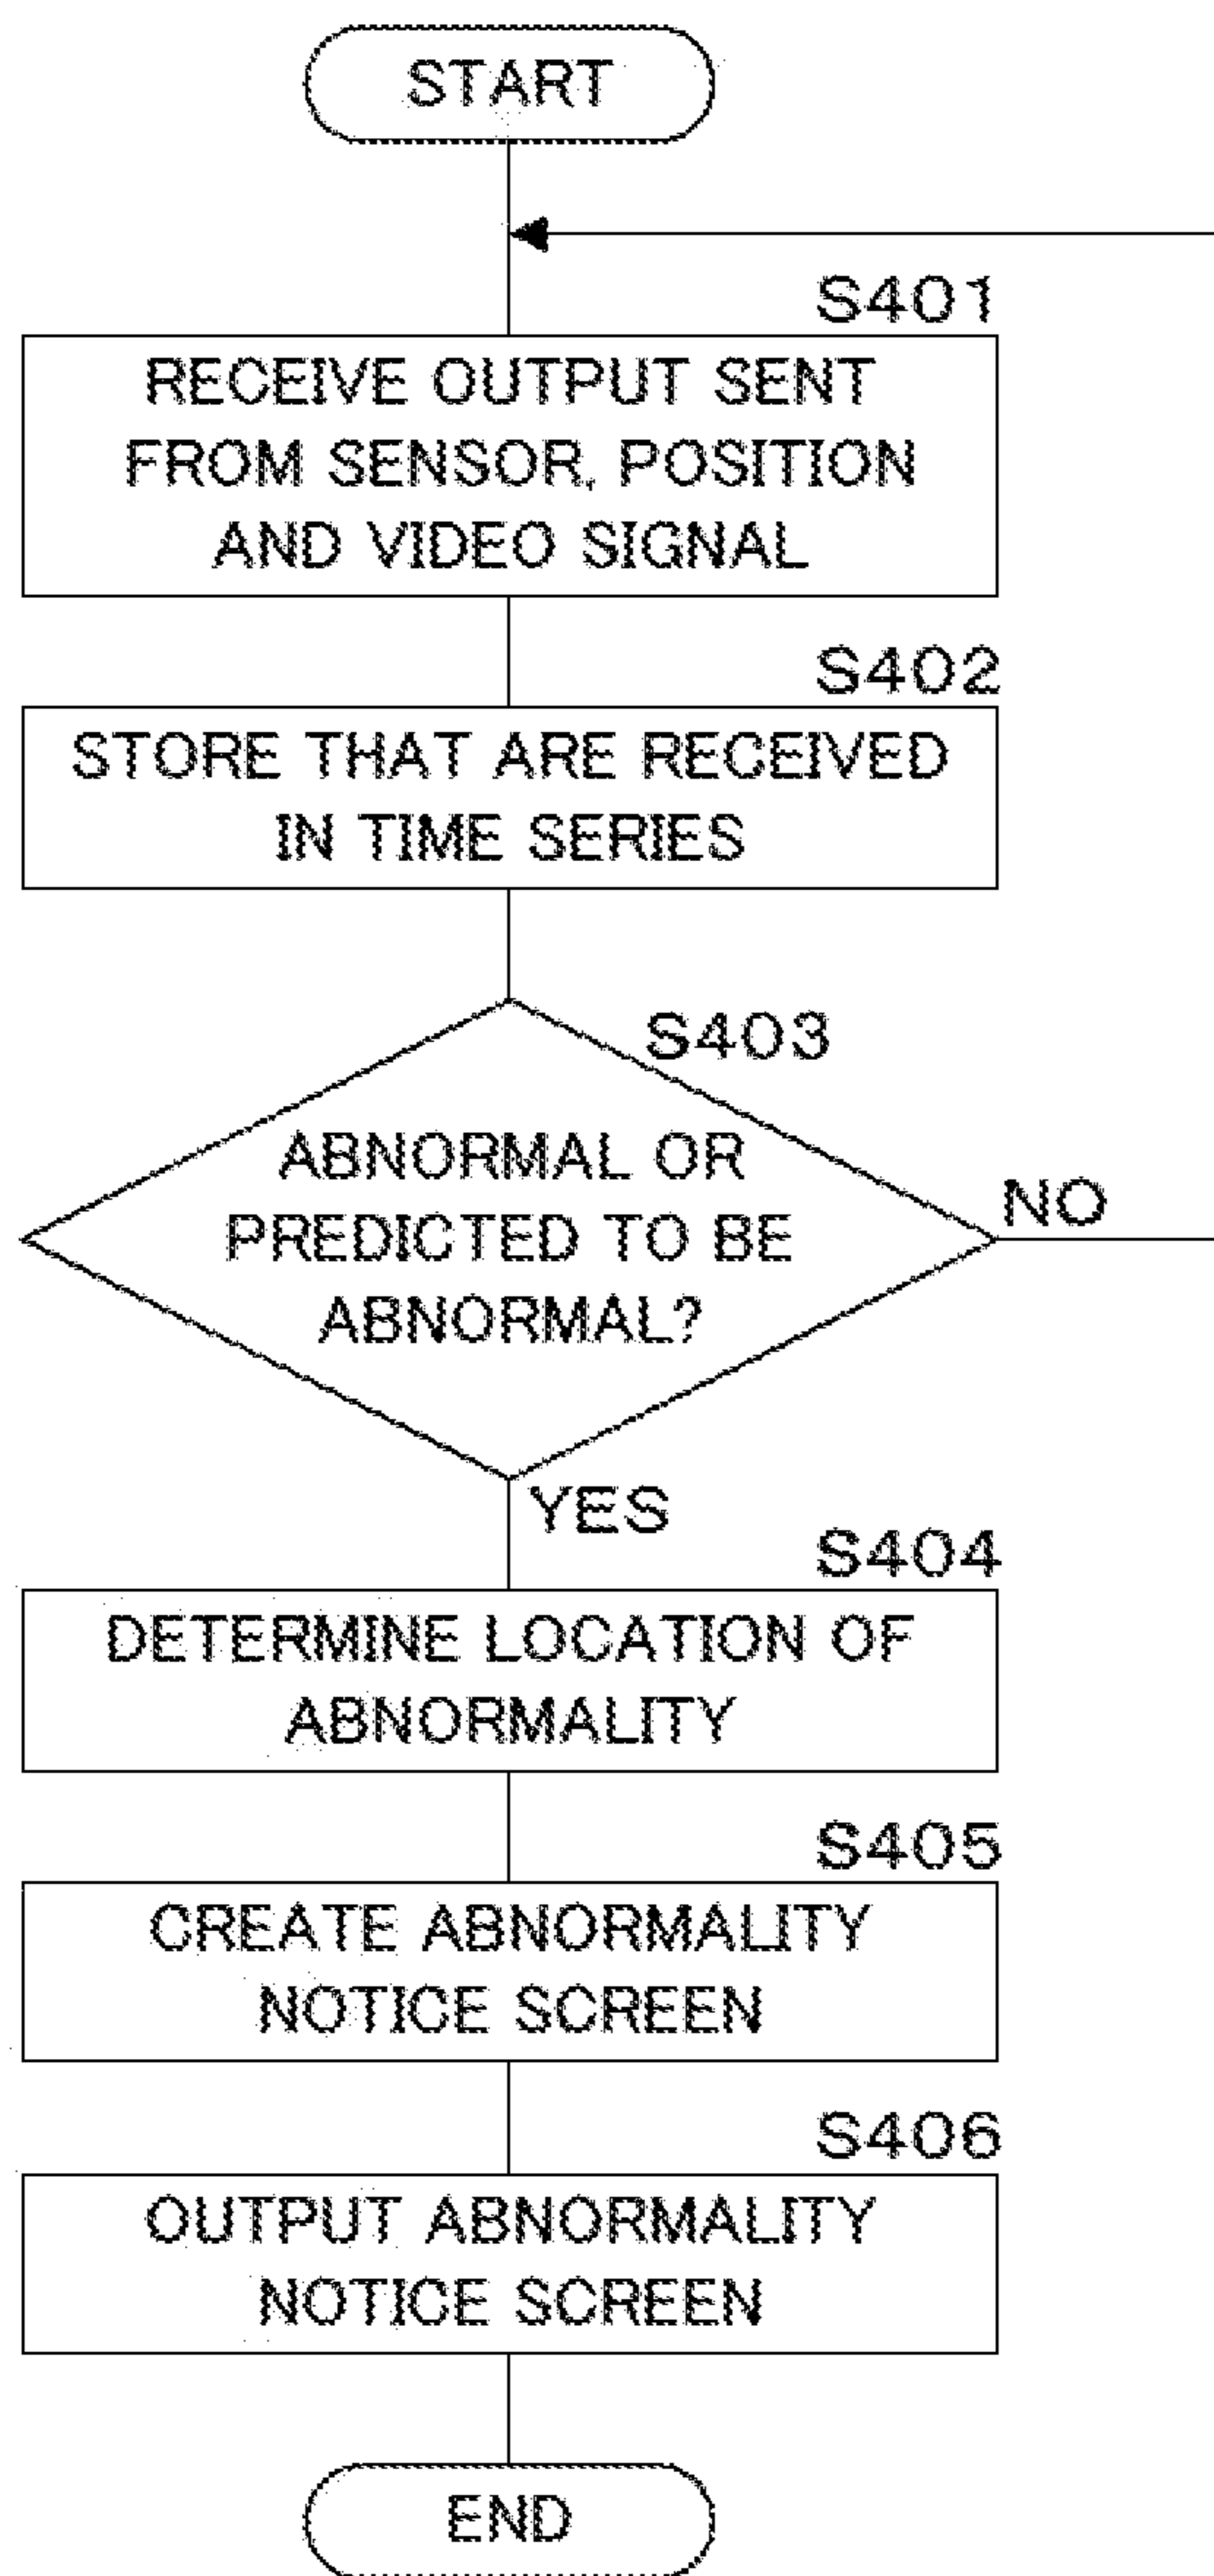 START
S401
RECEIVE OUTPUT SENT
FROM SENSOR, POSITION
AND VIDEO SIGNAL
S402
STORE THAT ARE RECEIVED
IN TIME SERIES
S403
ABNORMAL OR
PREDICTED TO BE
ABNORMAL?
NO
YES
S404
DETERMINE LOCATION OF
ABNORMALITY
S405
CREATE ABNORMALITY
NOTICE SCREEN
S406
OUTPUT ABNORMALITY
NOTICE SCREEN
END